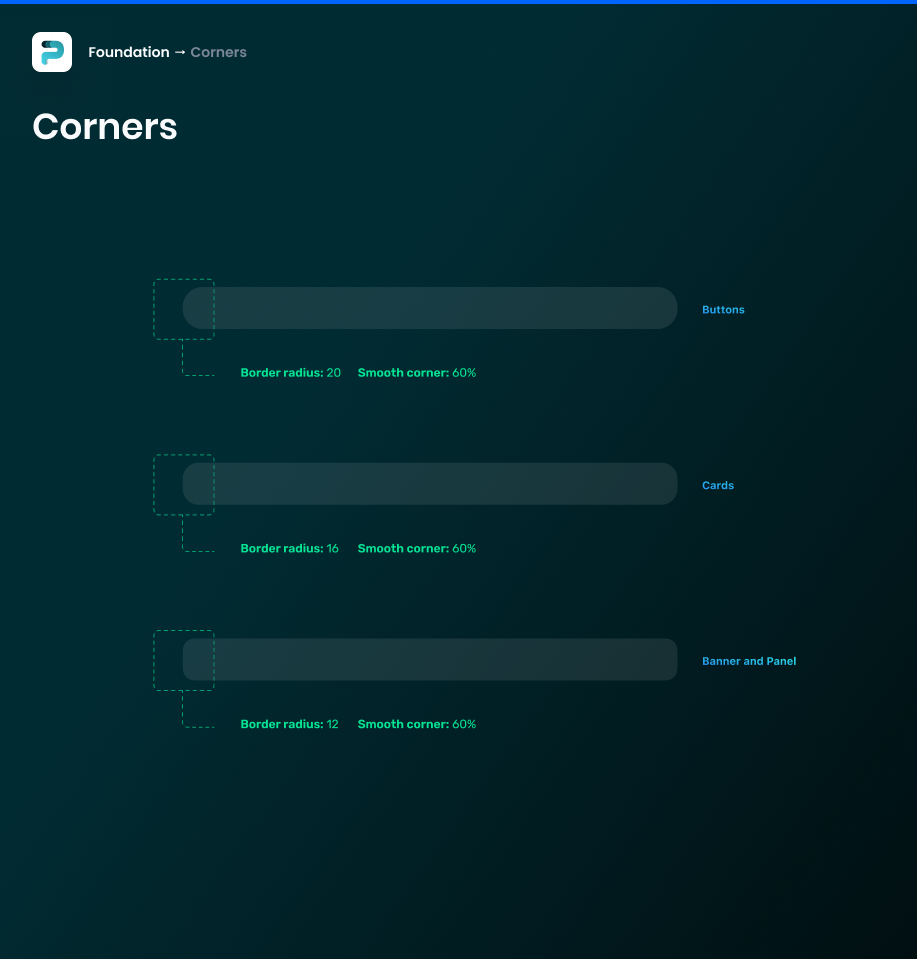 Foundation → Corners
Corners
Buttons
Border radius: 20 Smooth corner: 60%
Cards
Border radius: 16 Smooth corner: 60%
Banner and Panel
Border radius: 12 Smooth corner: 60%